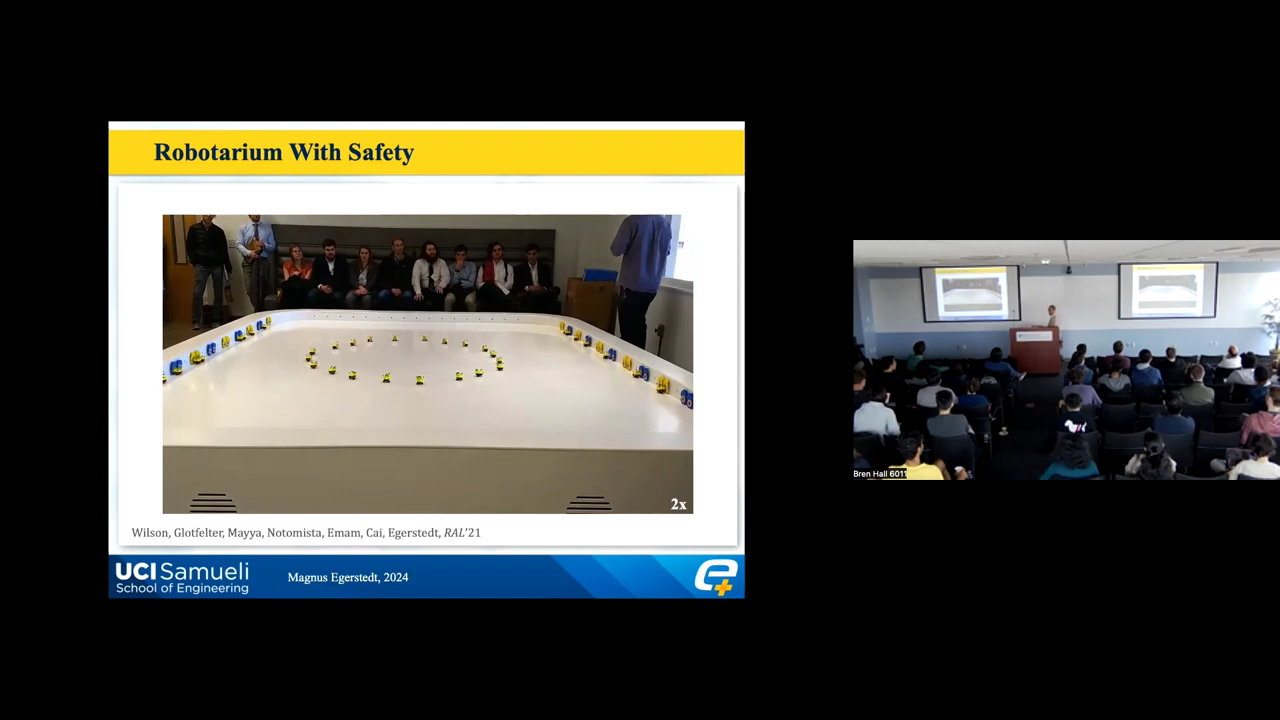 Robotarium With Safety
2x
Wilson, Glotfelter, Mayya, Notomista, Emam, Cai, Egerstedt, RAL'21
UCI Samueli
School of Engineering
Magnus Egerstedt, 2024
e+
Bren Hall 6011